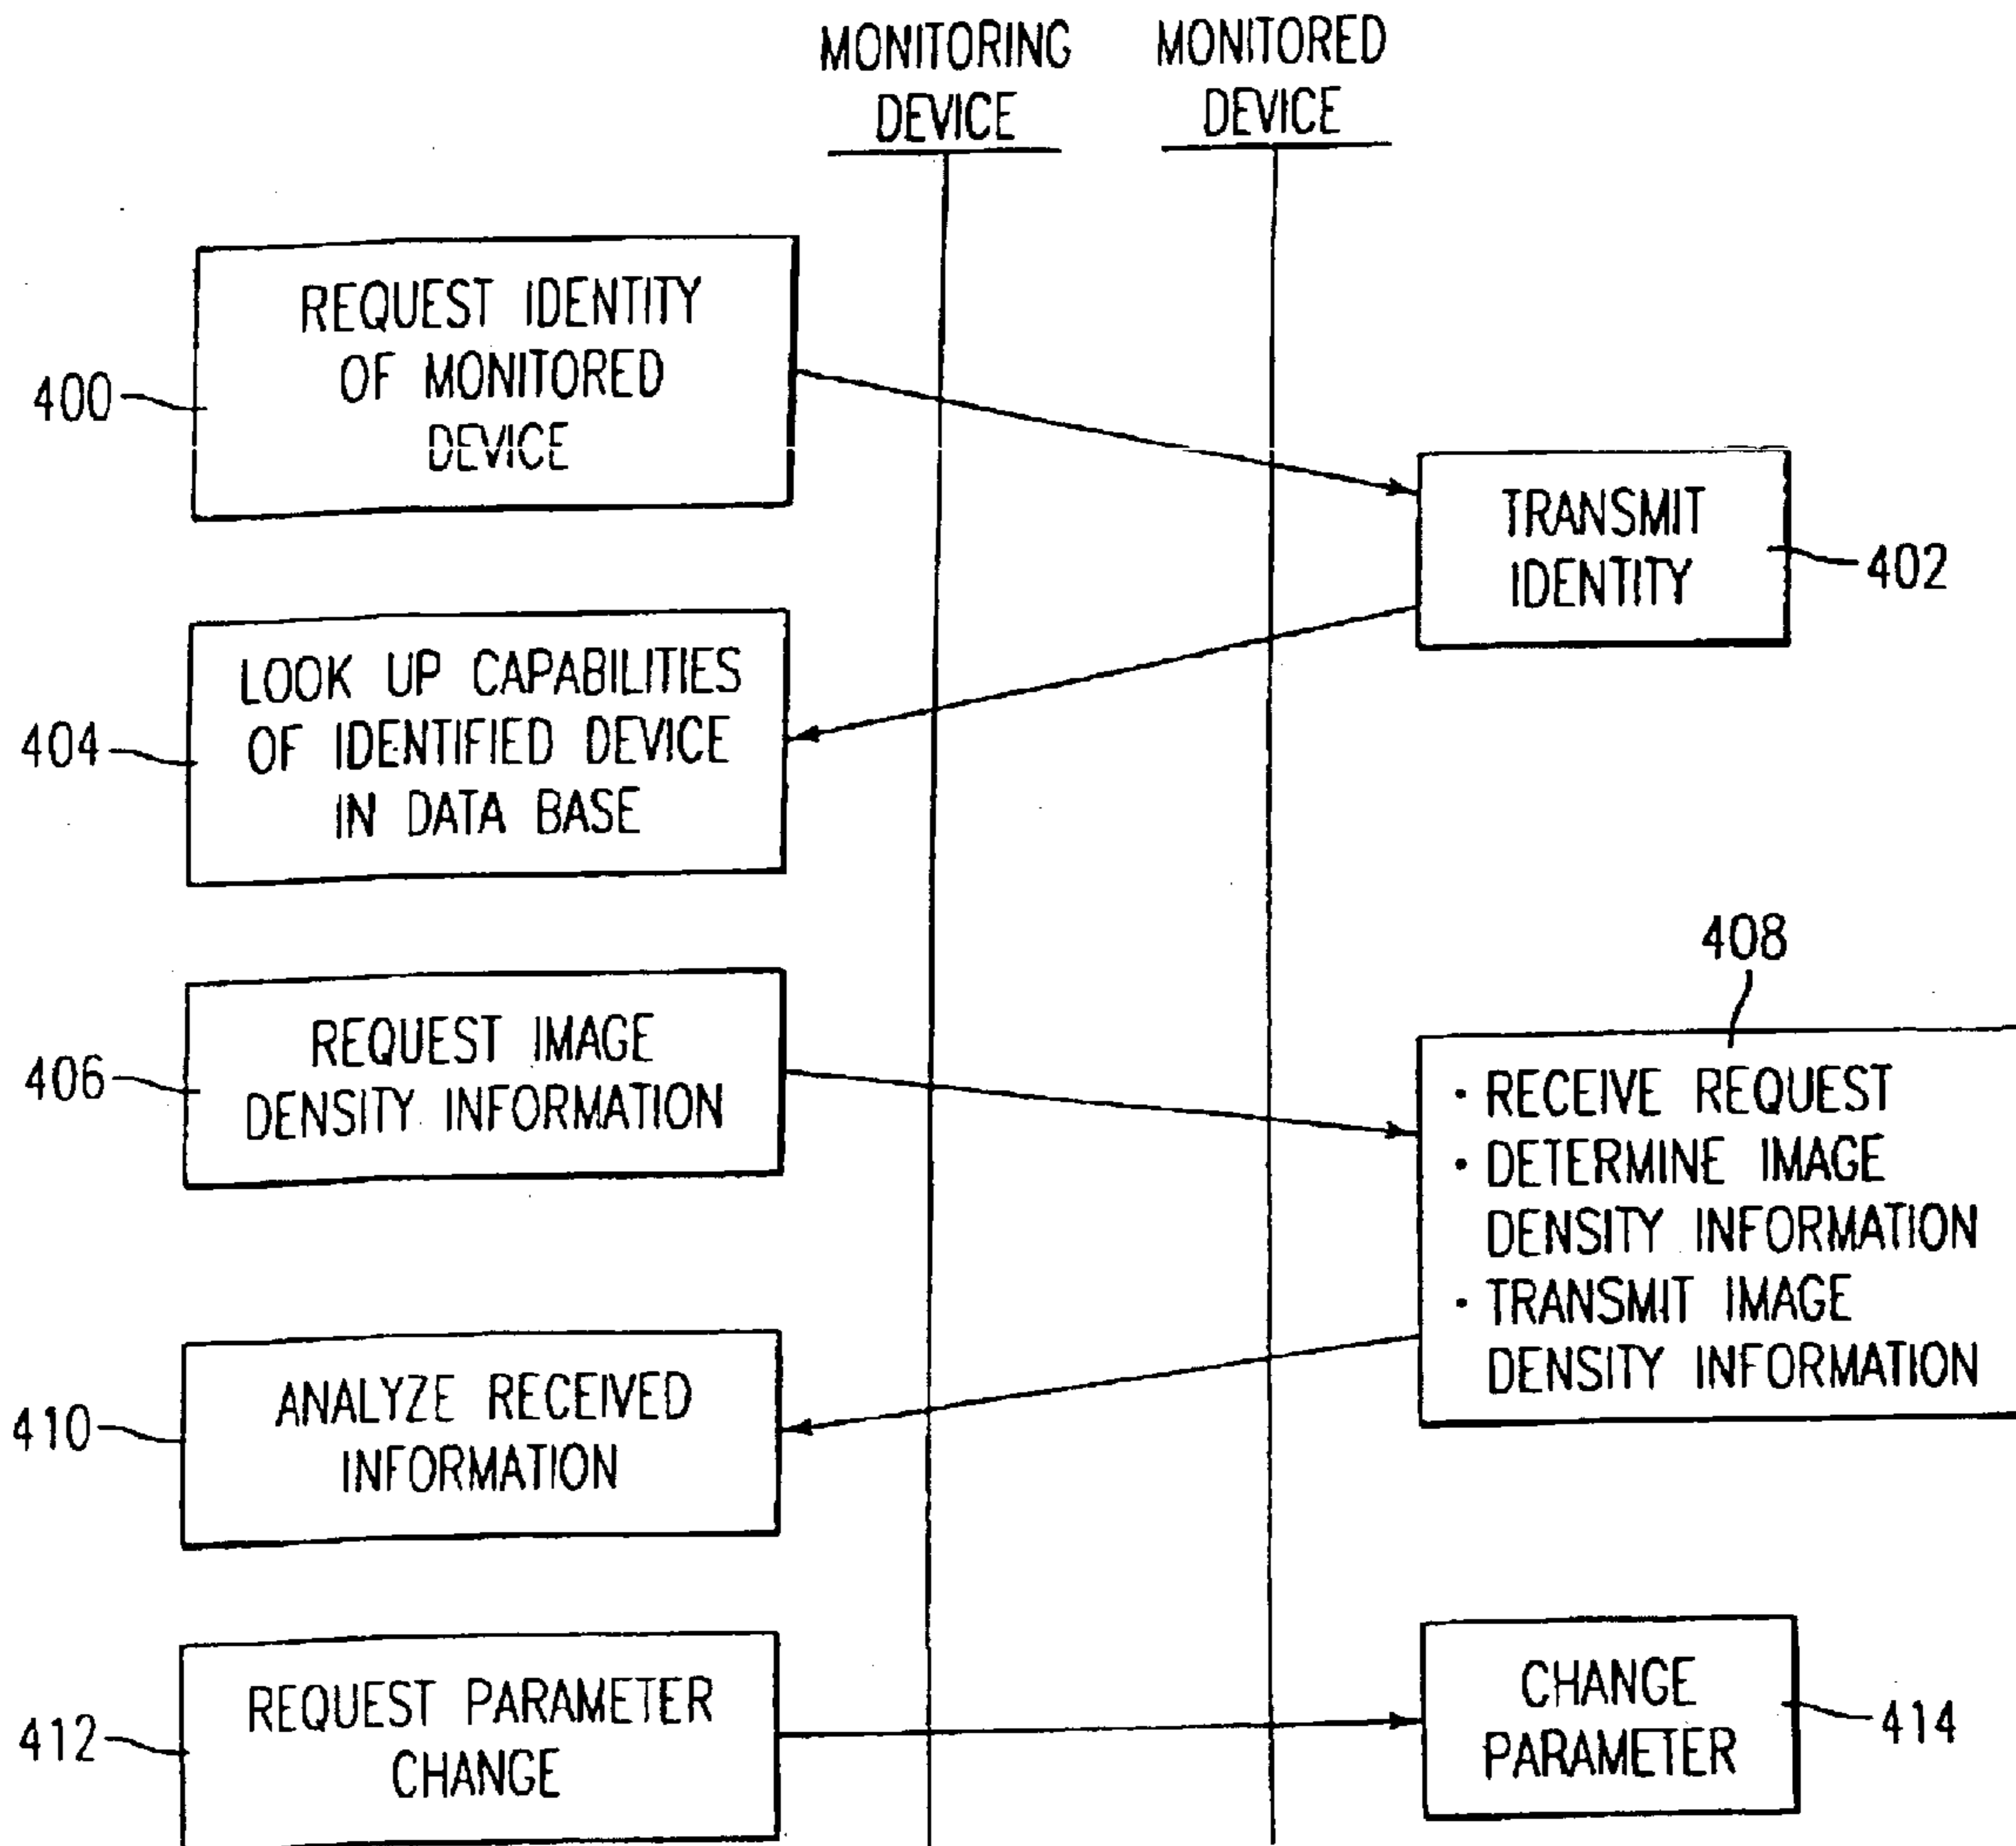 MONITORING
DEVICE
MONITORED
DEVICE
REQUEST IDENTITY
OF MONITORED
DEVICE
400
TRANSMIT
IDENTITY
402
LOOK UP CAPABILITIES
OF IDENTIFIED DEVICE
IN DATA BASE
404
REQUEST IMAGE
DENSITY INFORMATION
406
408
· RECEIVE REQUEST
· DETERMINE IMAGE
DENSITY INFORMATION
· TRANSMIT IMAGE
DENSITY INFORMATION
ANALYZE RECEIVED
INFORMATION
410
REQUEST PARAMETER
CHANGE
412
CHANGE
PARAMETER
414